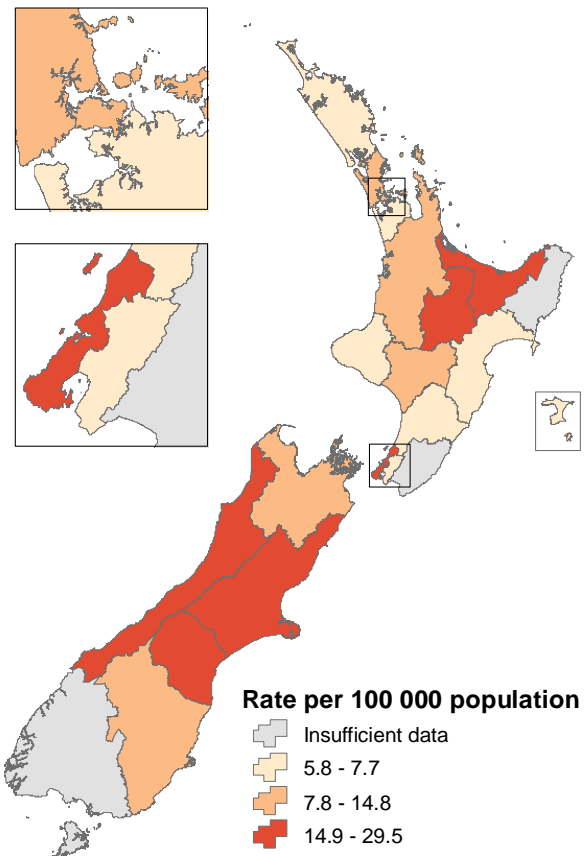 Rate per 100 000 population
Insufficient data
5.8 - 7.7
7.8 - 14.8
14.9 - 29.5